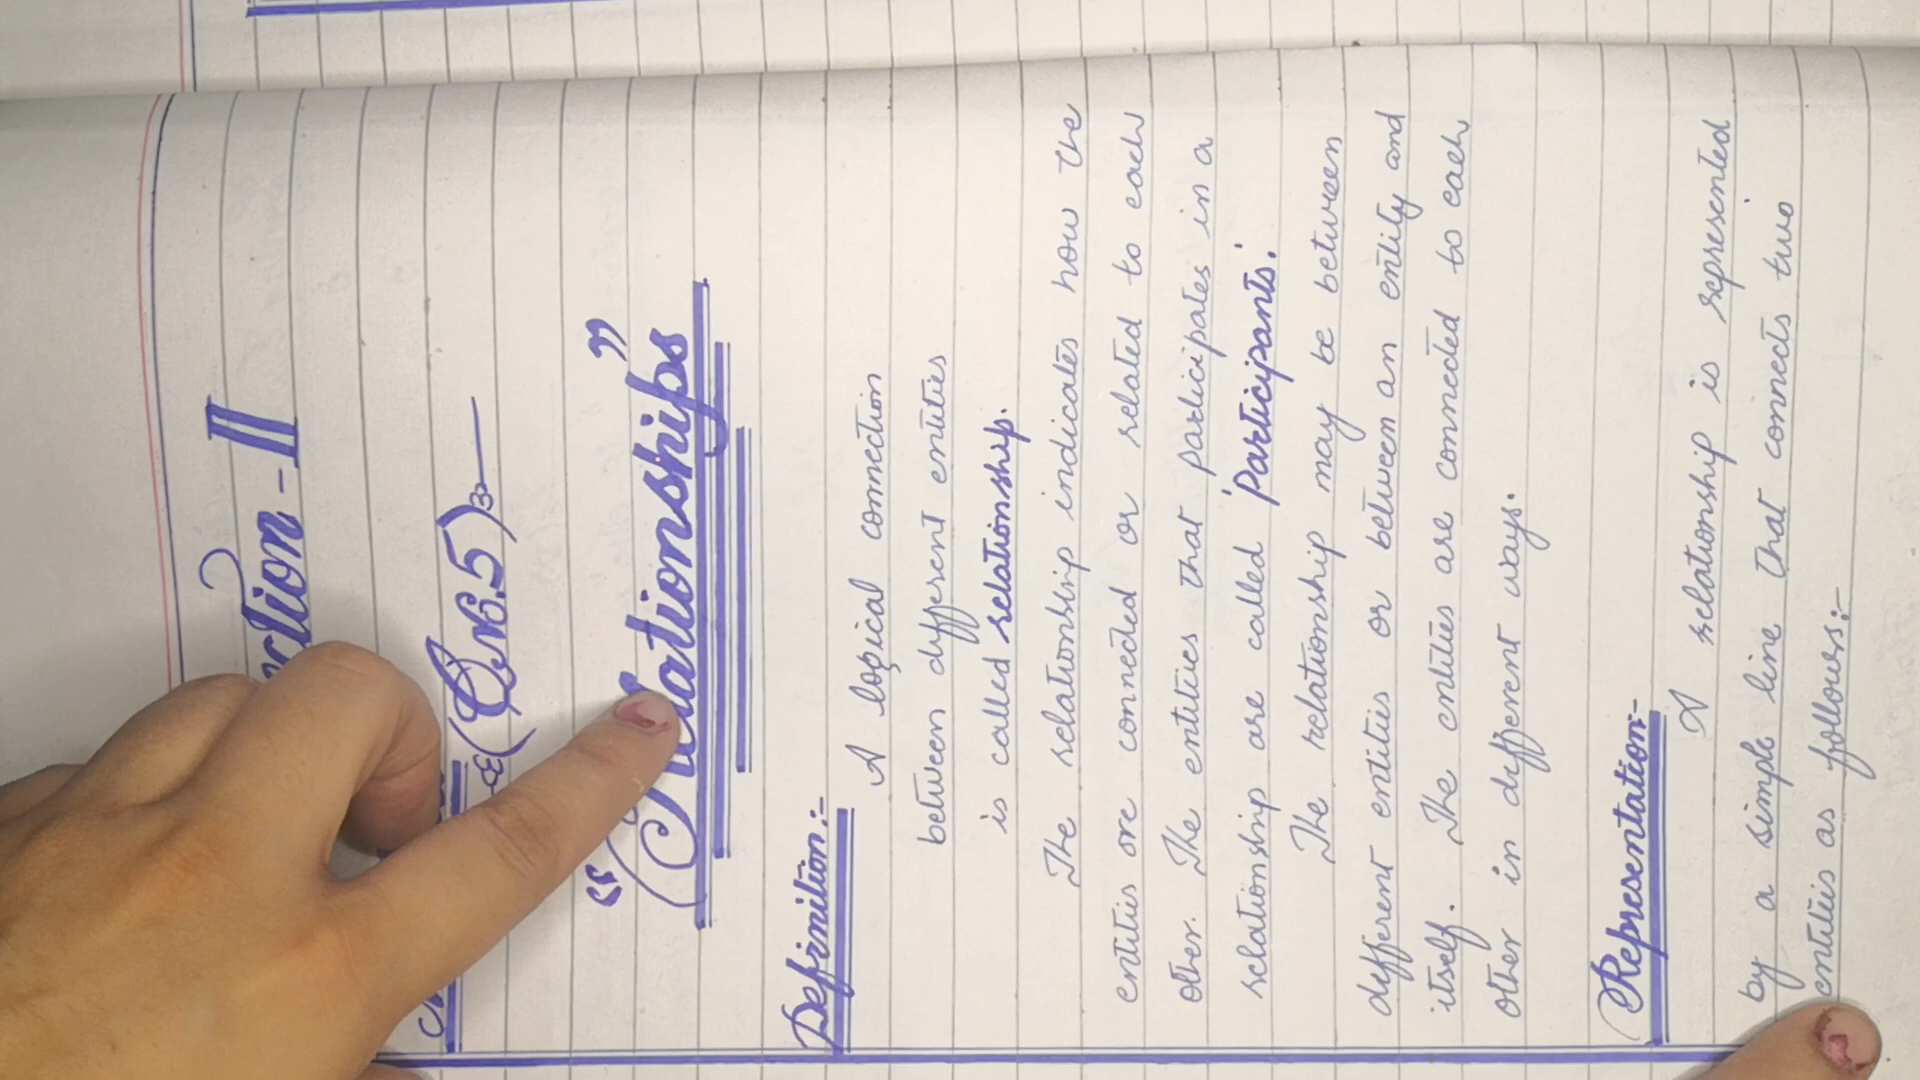 - II
(Qno.5)
"Relationships"
Definition:-
A logical connection
between different entities
is called relationship.
The relationship indicates how the
entities are connected or related to each
other. The entities that participates in a
relationship are called 'Participants.'
The relationship may be between
different entities or between an entity and
itself. The entities are connected to each
other in different ways.
Representation:-
A relationship is represented
by a simple line that connects two
entities as follows:-